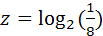 z = log₂ (1/8)